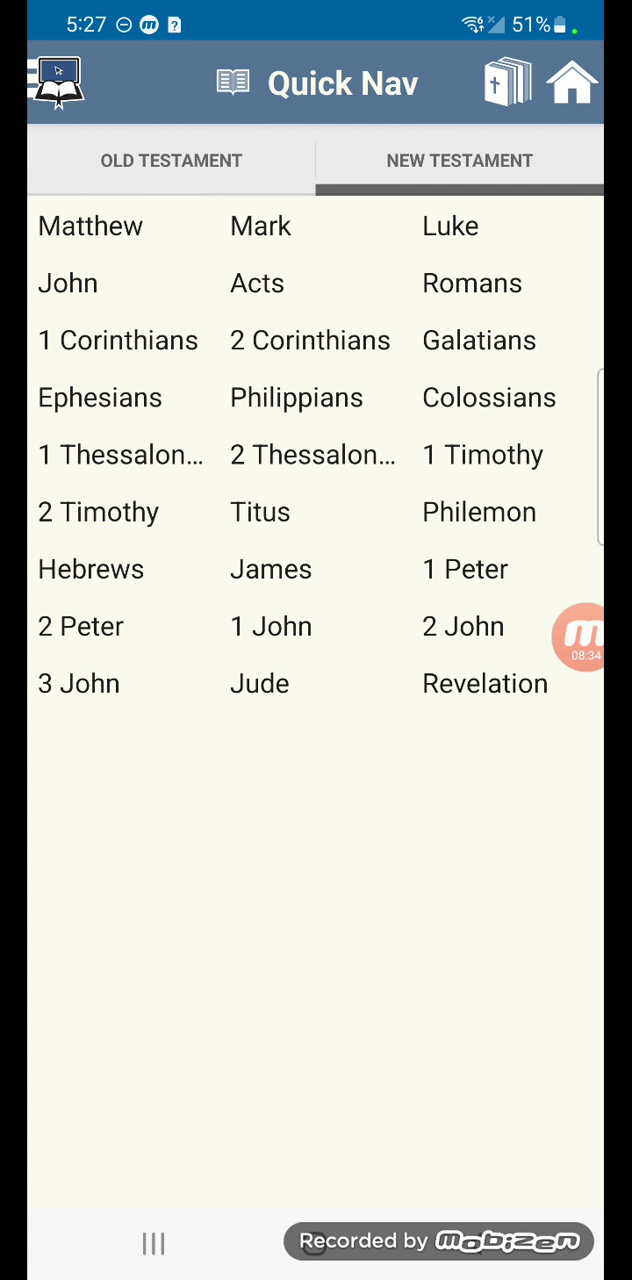 5:27 51%
Quick Nav
OLD TESTAMENT NEW TESTAMENT
Matthew Mark Luke
John Acts Romans
1 Corinthians 2 Corinthians Galatians
Ephesians Philippians Colossians
1 Thessalon... 2 Thessalon... 1 Timothy
2 Timothy Titus Philemon
Hebrews James 1 Peter
2 Peter 1 John 2 John
m
08:34
3 John Jude Revelation
Recorded by mobizen